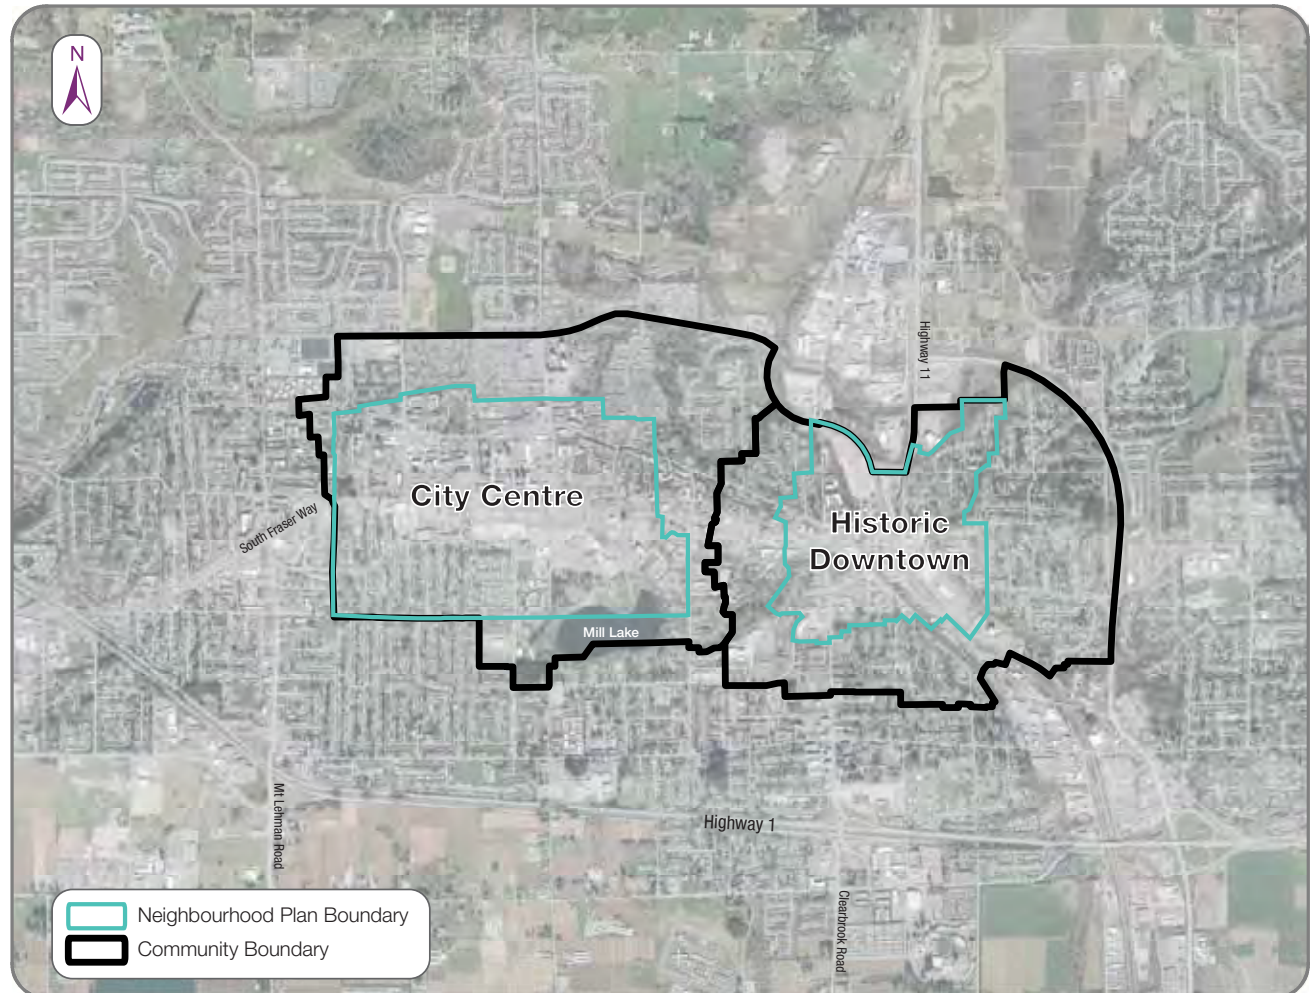 N
Highway 11
City Centre
South Fraser Way
Historic
Downtown
Mill Lake
Mt Lehman Road
Highway 1
Clearbrook Road
Neighbourhood Plan Boundary
Community Boundary